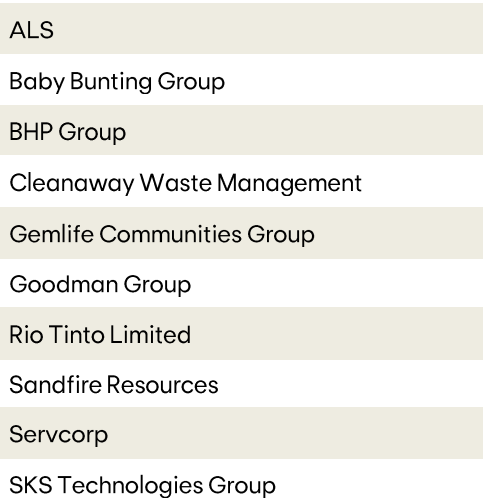 ALS
Baby Bunting Group
BHP Group
Cleanaway Waste Management
Gemlife Communities Group
Goodman Group
Rio Tinto Limited
Sandfire Resources
Servcorp
SKS Technologies Group